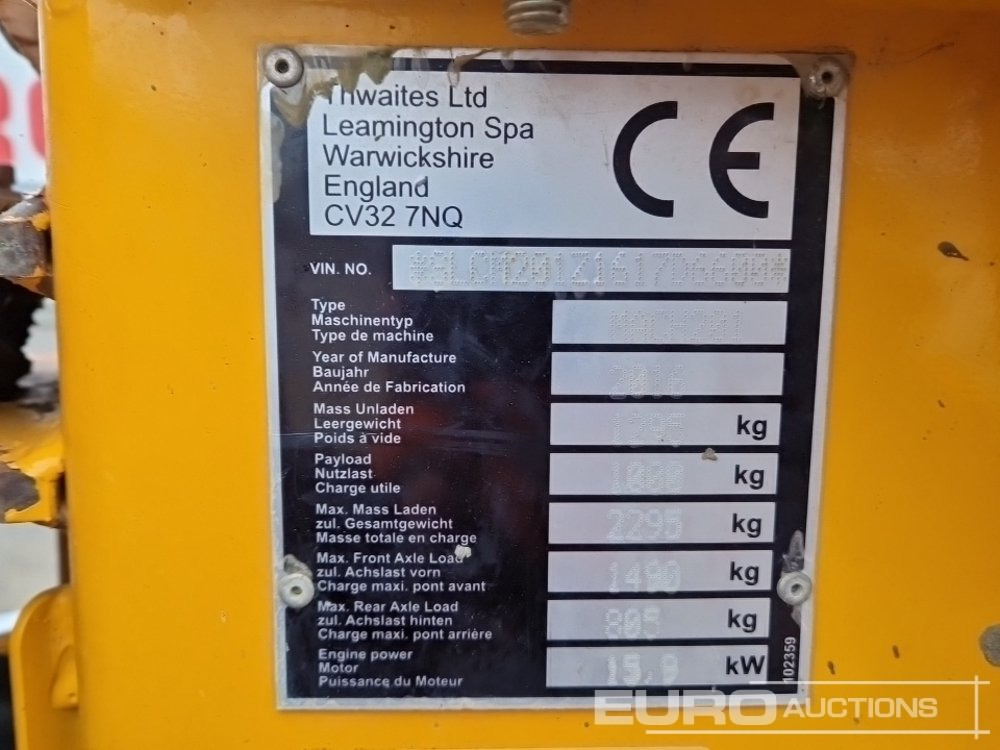 Thwaites Ltd
Leamington Spa
Warwickshire
England
CV32 7NQ
CE
VIN. NO.
Type
Maschinentyp
Type de machine
MACH201
Year of Manufacture
Baujahr
Année de Fabrication
2016
Mass Unladen
Leergewicht
Poids à vide
1295 kg
Payload
Nutzlast
Charge utile
1000 kg
Max. Mass Laden
zul. Gesamtgewicht
Masse totale en charge
2295 kg
Max. Front Axle Load
zul. Achslast vorn
Charge maxi. pont avant
kg
Max. Rear Axle Load
zul. Achslast hinten
Charge maxi. pont arrière
805 kg
Engine power
Motor
Puissance du Moteur
kW
102359
EURO AUCTIONS